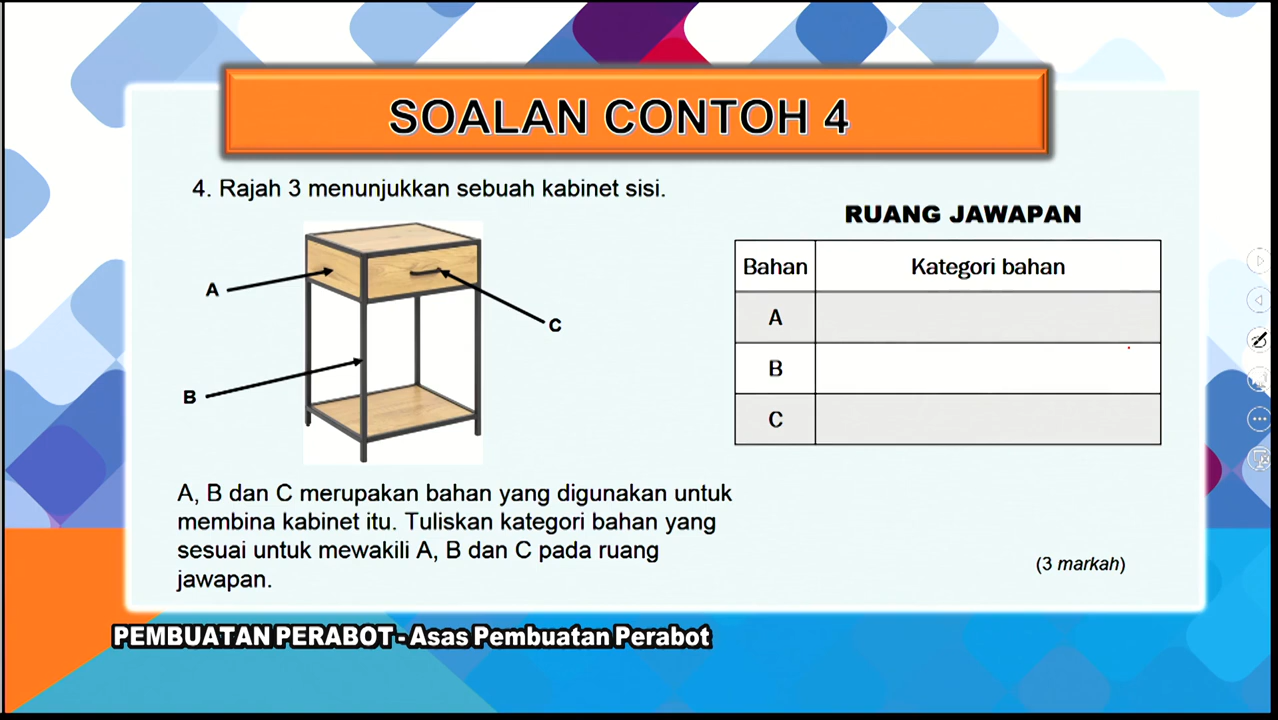 SOALAN CONTOH 4
4. Rajah 3 menunjukkan sebuah kabinet sisi.
A
B
C
A, B dan C merupakan bahan yang digunakan untuk
membina kabinet itu. Tuliskan kategori bahan yang
sesuai untuk mewakili A, B dan C pada ruang
jawapan.
RUANG JAWAPAN
Bahan Kategori bahan
A
B
C
(3 markah)
PEMBUATAN PERABOT - Asas Pembuatan Perabot